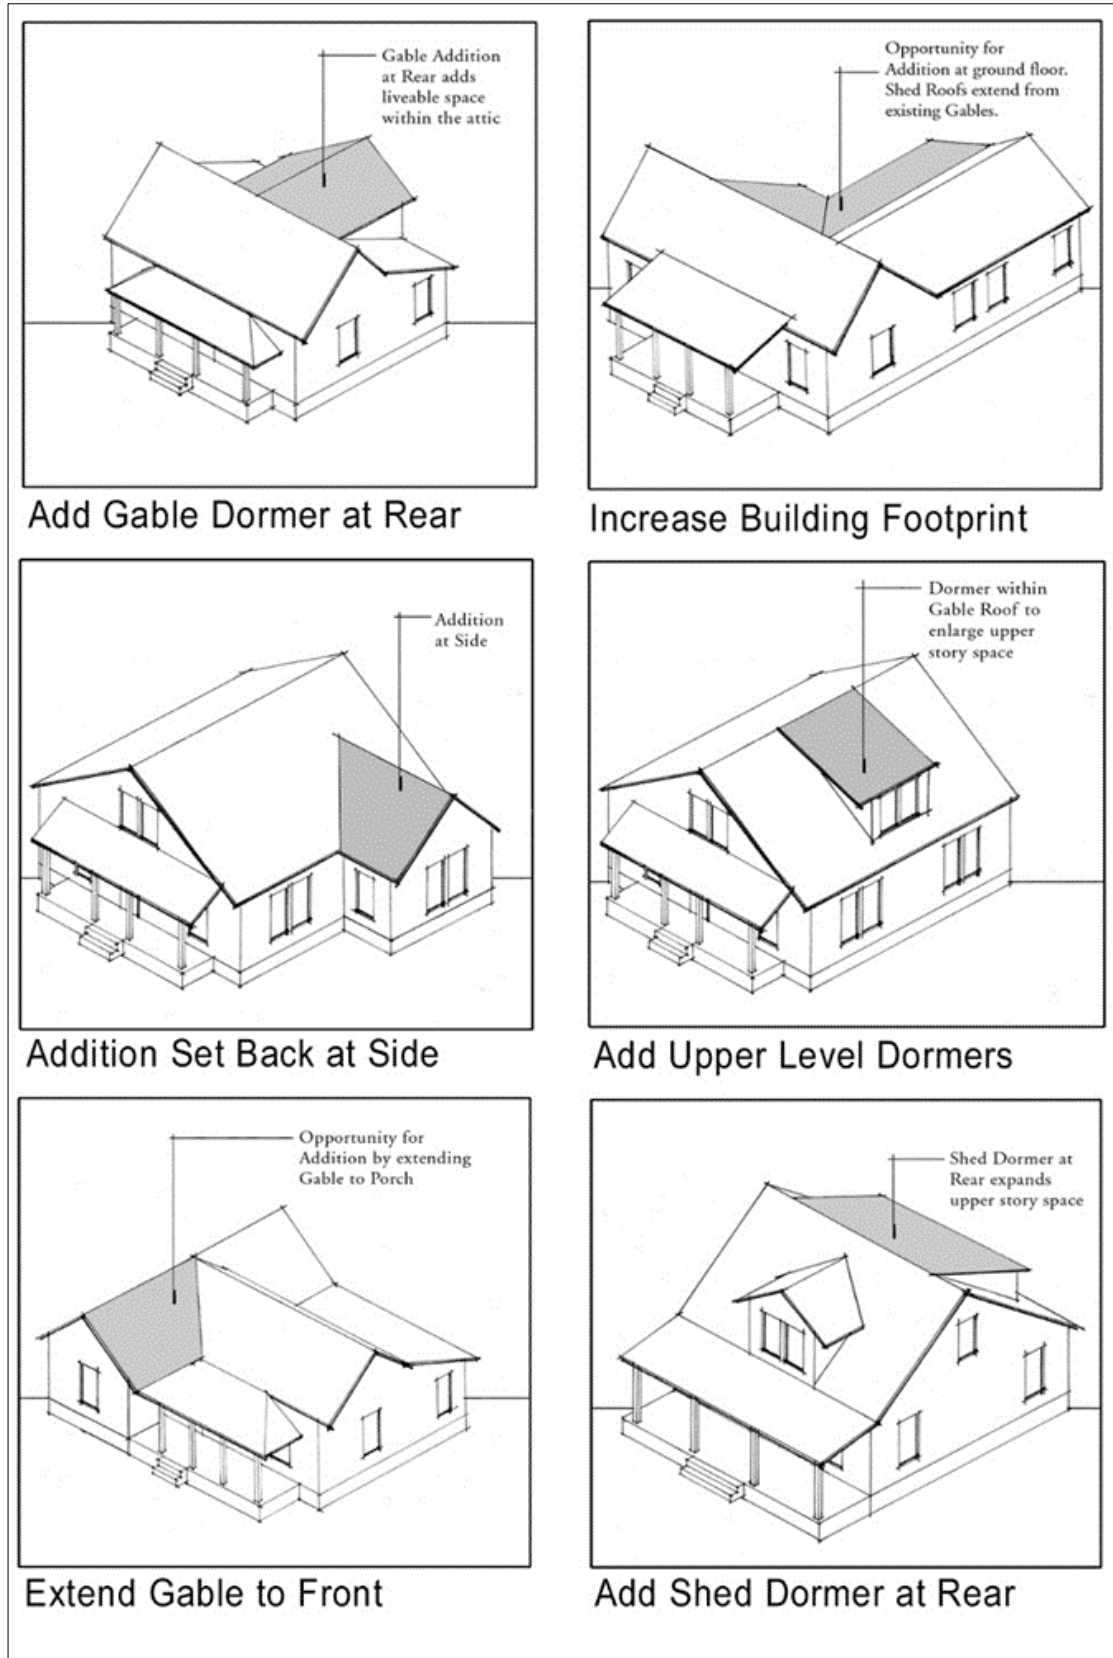 Gable Addition
at Rear adds
liveable space
within the attic
Add Gable Dormer at Rear
Opportunity for
Addition at ground floor.
Shed Roofs extend from
existing Gables.
Increase Building Footprint
Addition
at Side
Addition Set Back at Side
Dormer within
Gable Roof to
enlarge upper
story space
Add Upper Level Dormers
Opportunity for
Addition by extending
Gable to Porch
Extend Gable to Front
Shed Dormer at
Rear expands
upper story space
Add Shed Dormer at Rear